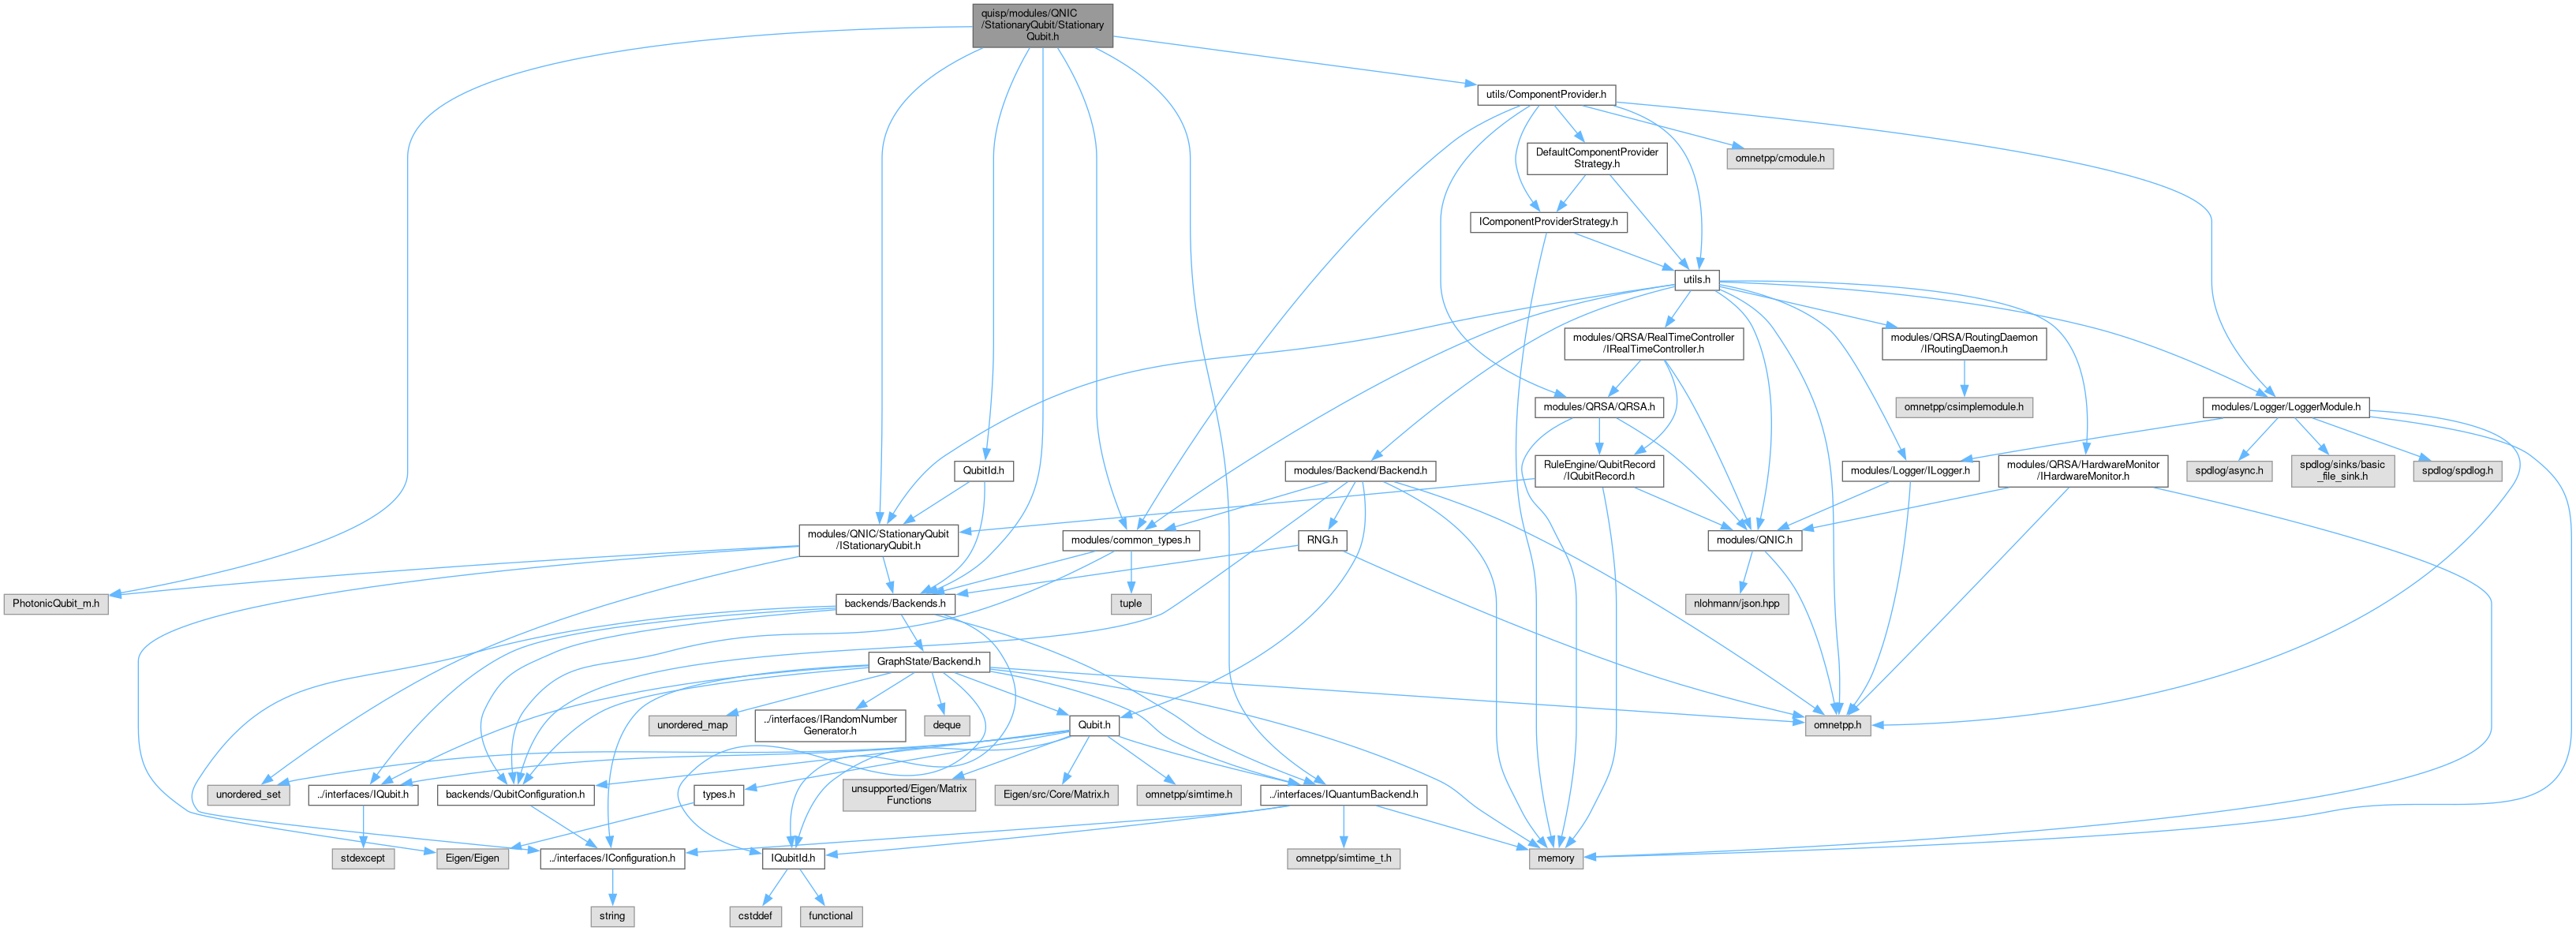 quisp/modules/QNIC
/StationaryQubit/Stationary
Qubit.h
utils/ComponentProvider.h
DefaultComponentProvider
Strategy.h
omnetpp/cmodule.h
IComponentProviderStrategy.h
utils.h
modules/QRSA/RealTimeController
/IRealTimeController.h
modules/QRSA/RoutingDaemon
/IRoutingDaemon.h
modules/QRSA/QRSA.h
omnetpp/csimplemodule.h
modules/Logger/LoggerModule.h
QubitId.h
modules/Backend/Backend.h
RuleEngine/QubitRecord
/IQubitRecord.h
modules/Logger/ILogger.h
modules/QRSA/HardwareMonitor
/IHardwareMonitor.h
spdlog/async.h
spdlog/sinks/basic
_file_sink.h
spdlog/spdlog.h
modules/QNIC/StationaryQubit
/IStationaryQubit.h
modules/common_types.h
RNG.h
modules/QNIC.h
PhotonicQubit_m.h
backends/Backends.h
tuple
nlohmann/json.hpp
GraphState/Backend.h
unordered_map
../interfaces/IRandomNumber
Generator.h
deque
Qubit.h
omnetpp.h
unordered_set
../interfaces/IQubit.h
backends/QubitConfiguration.h
types.h
unsupported/Eigen/Matrix
Functions
Eigen/src/Core/Matrix.h
omnetpp/simtime.h
../interfaces/IQuantumBackend.h
stdexcept
Eigen/Eigen
../interfaces/IConfiguration.h
IQubitId.h
omnetpp/simtime_t.h
memory
string
cstddef
functional